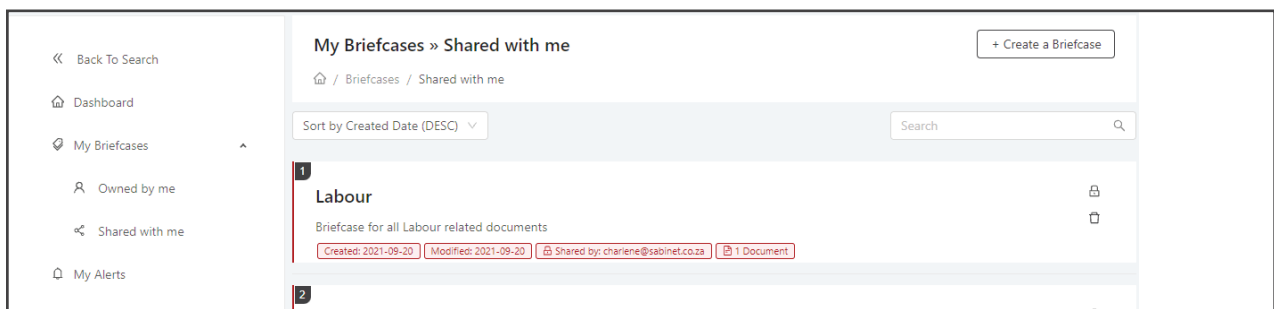 Back To Search
Dashboard
My Briefcases
Owned by me
Shared with me
My Alerts
My Briefcases » Shared with me
+ Create a Briefcase
/ Briefcases / Shared with me
Sort by Created Date (DESC)
Search
1
Labour
Briefcase for all Labour related documents
Created: 2021-09-20 Modified: 2021-09-20 Shared by: charlene@sabinet.co.za 1 Document
2